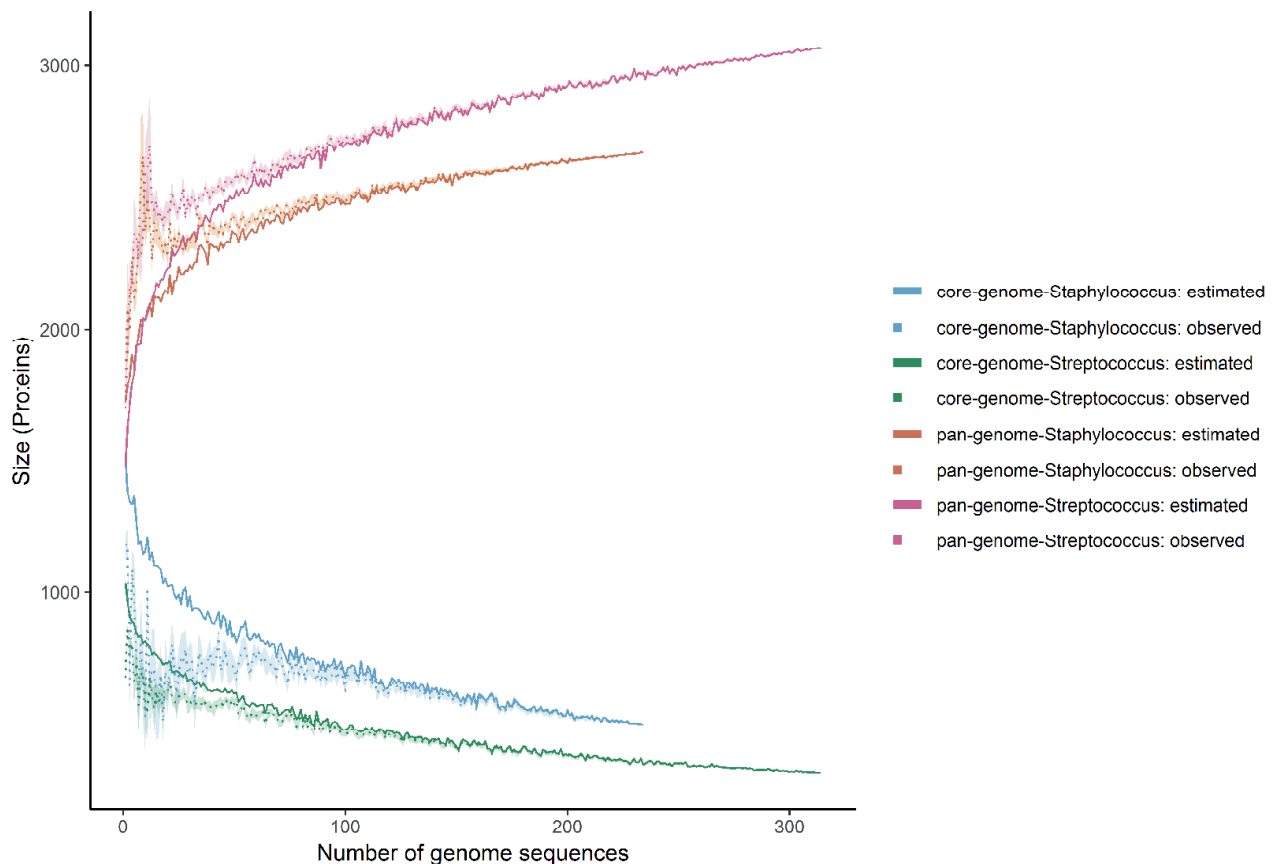 3000
2000
1000
Size (Proteins)
0
100
200
300
Number of genome sequences
core-genome-Staphylococcus: estimated
core-genome-Staphylococcus: observed
core-genome-Streptococcus: estimated
core-genome-Streptococcus: observed
pan-genome-Staphylococcus: estimated
pan-genome-Staphylococcus: observed
pan-genome-Streptococcus: estimated
pan-genome-Streptococcus: observed